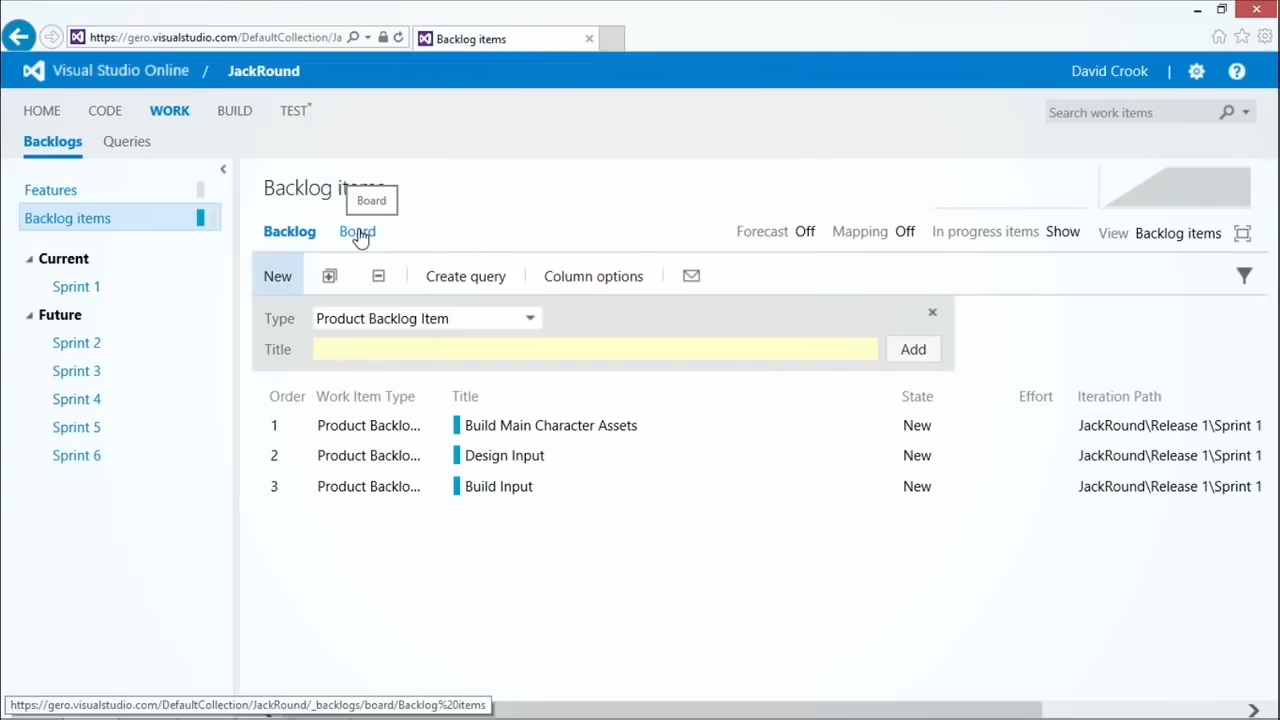 https://gero.visualstudio.com/DefaultCollection/Ja
Backlog items
Visual Studio Online / JackRound
David Crook |
HOME CODE WORK BUILD TEST*
Search work items
Backlogs Queries
Features
Backlog items
Current
Sprint 1
Future
Sprint 2
Sprint 3
Sprint 4
Sprint 5
Sprint 6
Backlog items
Board
Backlog Board
Forecast Off Mapping Off In progress items Show View Backlog items
New Create query Column options
Type Product Backlog Item
Title Add
Order Work Item Type Title State Effort Iteration Path
1 Product Backlo... Build Main Character Assets New JackRound\Release 1\Sprint 1
2 Product Backlo... Design Input New JackRound\Release 1\Sprint 1
3 Product Backlo... Build Input New JackRound\Release 1\Sprint 1
https://gero.visualstudio.com/DefaultCollection/JackRound/_backlogs/board/Backlog%20items